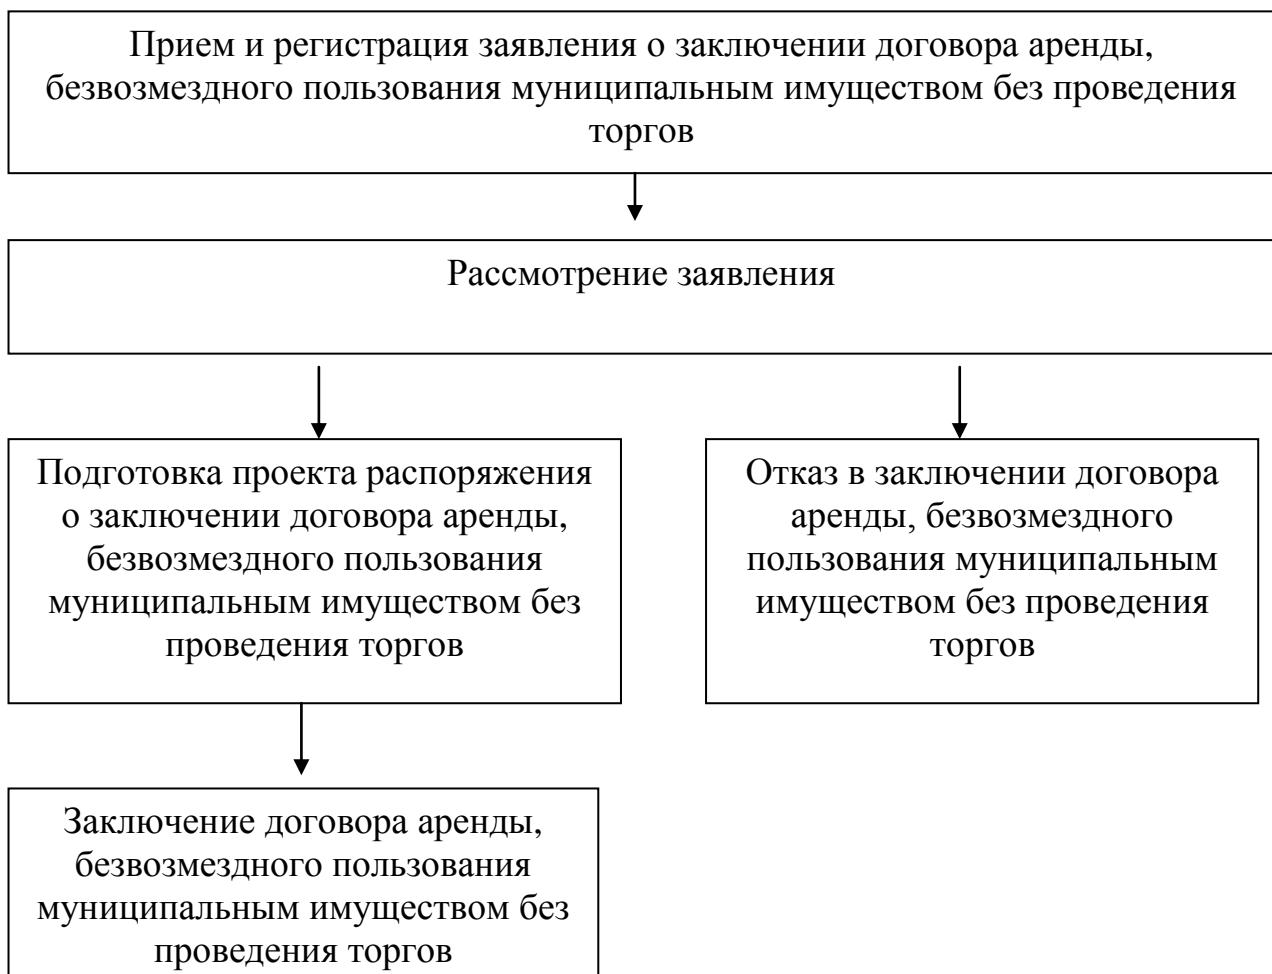 Прием и регистрация заявления о заключении договора аренды,
безвозмездного пользования муниципальным имуществом без проведения
торгов
Рассмотрение заявления
Подготовка проекта распоряжения
о заключении договора аренды,
безвозмездного пользования
муниципальным имуществом без
проведения торгов
Отказ в заключении договора
аренды, безвозмездного
пользования муниципальным
имуществом без проведения
торгов
Заключение договора аренды,
безвозмездного пользования
муниципальным имуществом без
проведения торгов